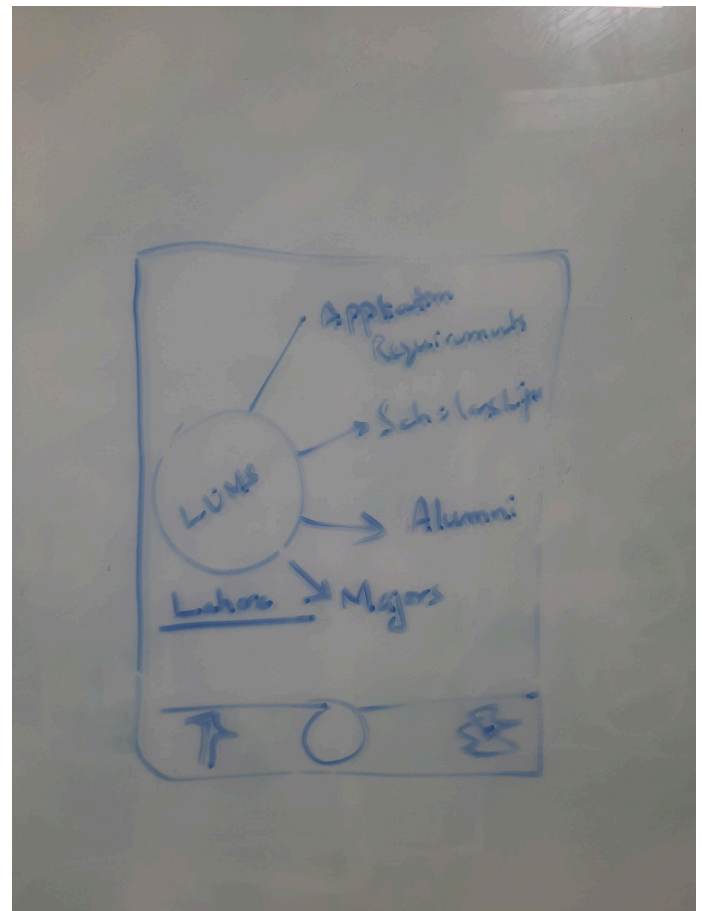 Application
Requirements
Scholarships
LUMS
Alumni
Lahore
Majors